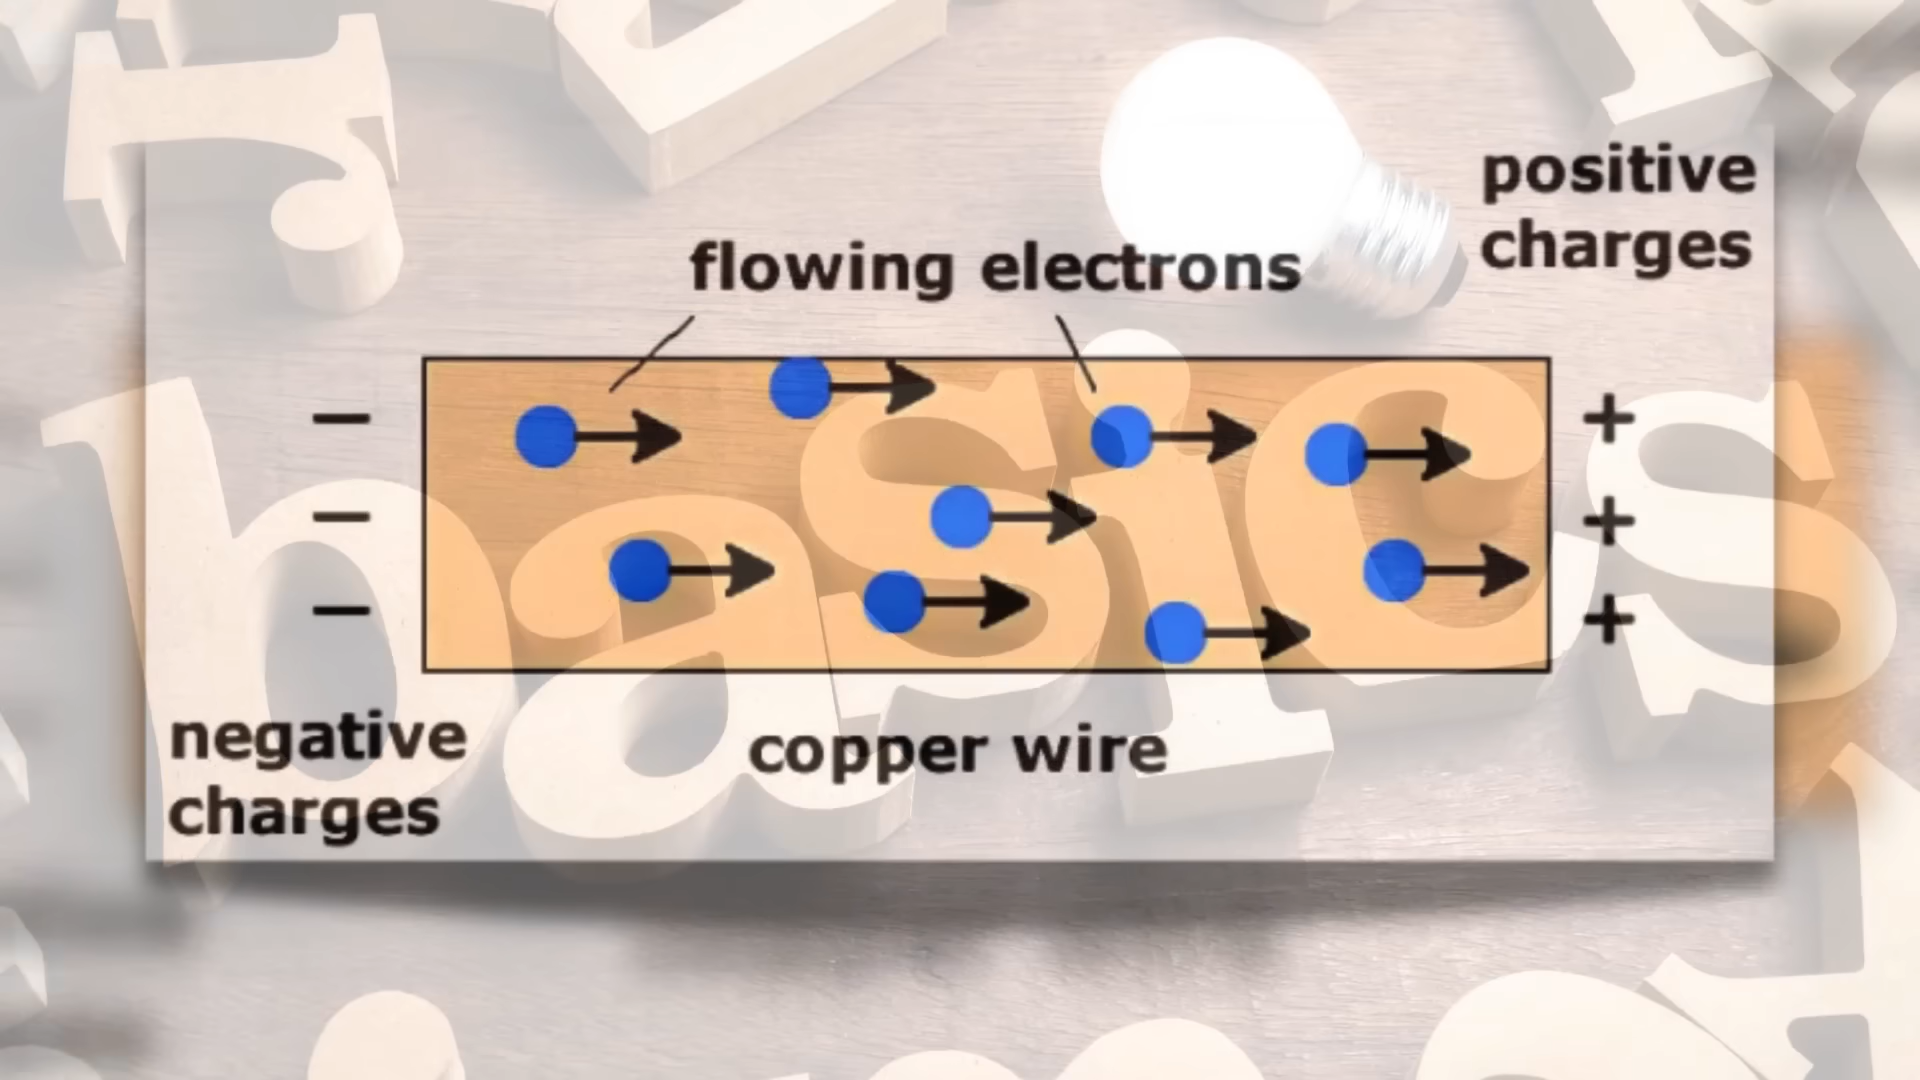 positive
charges
flowing electrons
− +
− +
− +
basics
negative
charges
copper wire